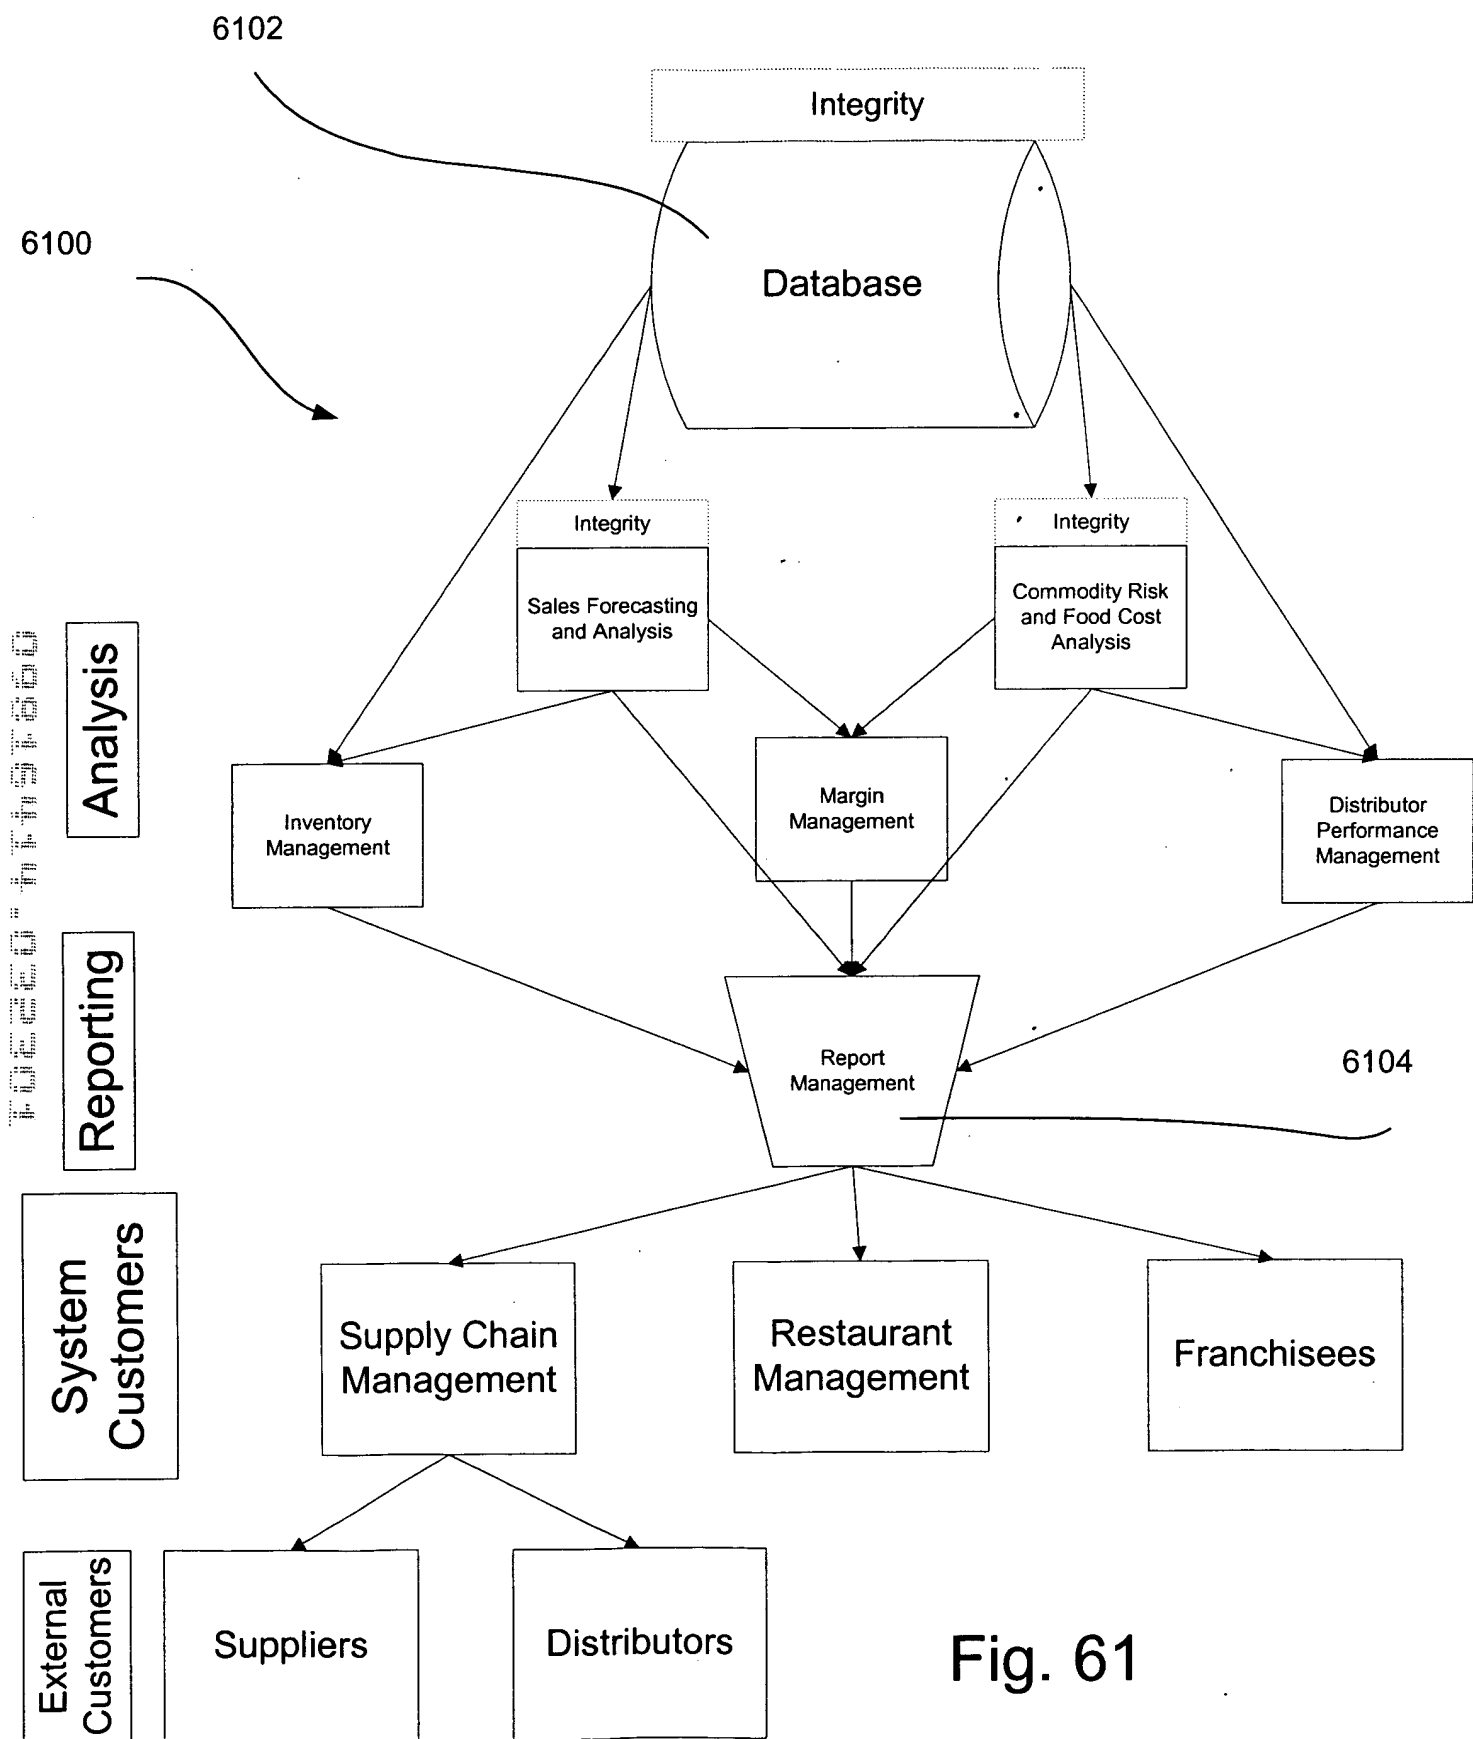 6102
Integrity
6100
Database
Integrity
Integrity
Sales Forecasting
and Analysis
Commodity Risk
and Food Cost
Analysis
Analysis
Inventory
Management
Margin
Management
Distributor
Performance
Management
Reporting
Report
Management
6104
System
Customers
Supply Chain
Management
Restaurant
Management
Franchisees
External
Customers
Suppliers
Distributors
Fig. 61